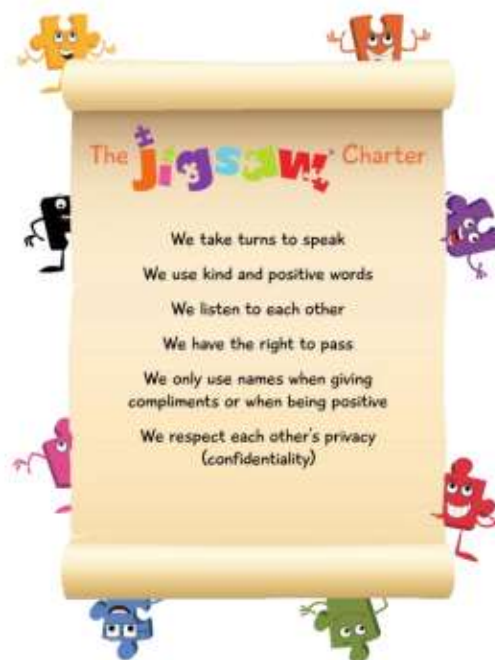 The Jigsaw Charter
We take turns to speak
We use kind and positive words
We listen to each other
We have the right to pass
We only use names when giving
compliments or when being positive
We respect each other's privacy
(confidentiality)